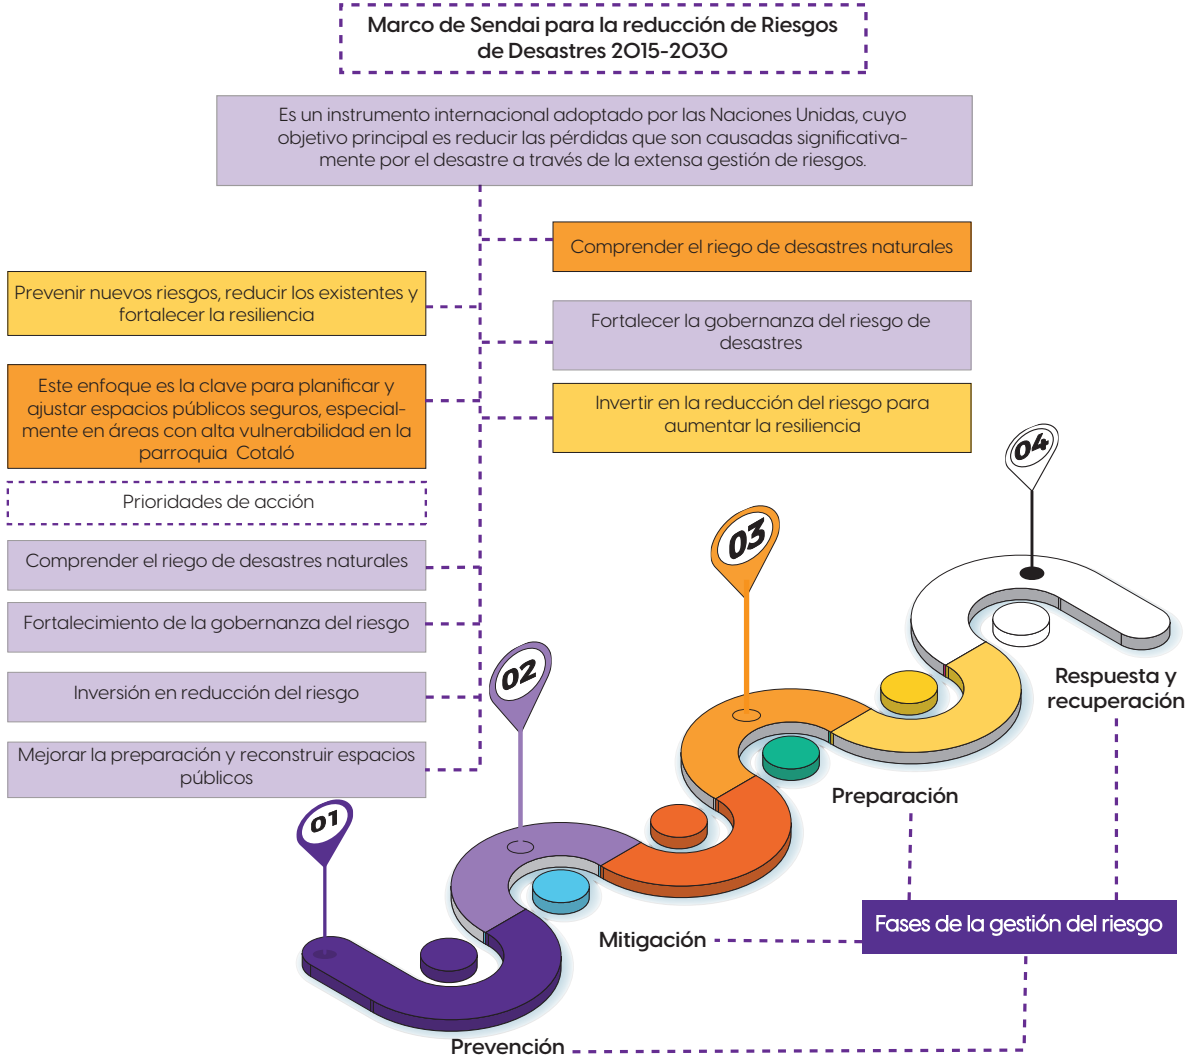 Marco de Sendai para la reducción de Riesgos
de Desastres 2015-2030
Es un instrumento internacional adoptado por las Naciones Unidas, cuyo
objetivo principal es reducir las pérdidas que son causadas significativa-
mente por el desastre a través de la extensa gestión de riesgos.
Comprender el riego de desastres naturales
Prevenir nuevos riesgos, reducir los existentes y
fortalecer la resiliencia
Fortalecer la gobernanza del riesgo de
desastres
Este enfoque es la clave para planificar y
ajustar espacios públicos seguros, especial-
mente en áreas con alta vulnerabilidad en la
parroquia Cotaló
Invertir en la reducción del riesgo para
aumentar la resiliencia
Prioridades de acción
Comprender el riego de desastres naturales
Fortalecimiento de la gobernanza del riesgo
Inversión en reducción del riesgo
Mejorar la preparación y reconstruir espacios
públicos
01
02
03
04
Respuesta y
recuperación
Preparación
Fases de la gestión del riesgo
Mitigación
Prevención